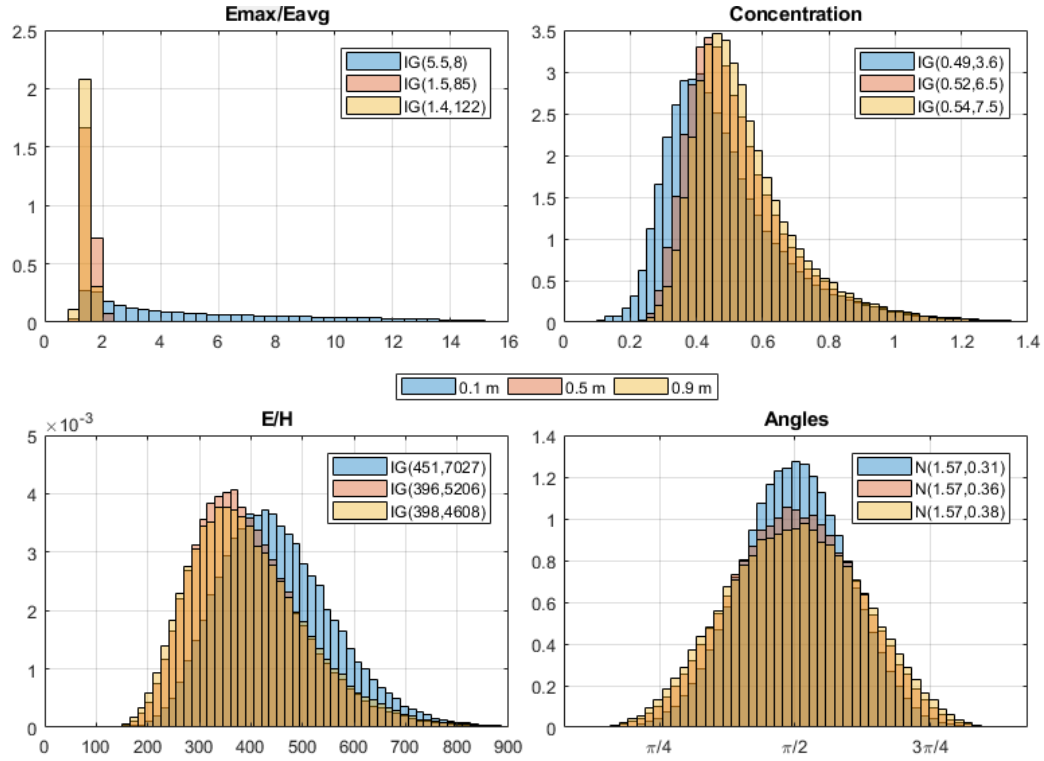 Emax/Eavg
2.5
2
1.5
1
0.5
0
0 2 4 6 8 10 12 14 16
IG(5.5,8)
IG(1.5,85)
IG(1.4,122)
Concentration
3.5
3
2.5
2
1.5
1
0.5
0
0 0.2 0.4 0.6 0.8 1 1.2 1.4
IG(0.49,3.6)
IG(0.52,6.5)
IG(0.54,7.5)
0.1 m 0.5 m 0.9 m
E/H
×10⁻³
5
4
3
2
1
0
0 100 200 300 400 500 600 700 800 900
IG(451,7027)
IG(396,5206)
IG(398,4608)
Angles
1.4
1.2
1
0.8
0.6
0.4
0.2
0
π/4 π/2 3π/4
N(1.57,0.31)
N(1.57,0.36)
N(1.57,0.38)